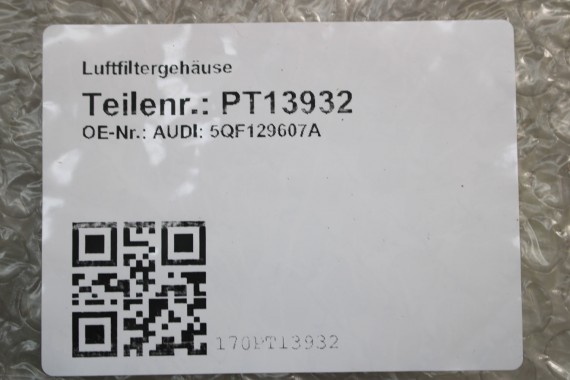 Luftfiltergehäuse
Teilenr.: PT13932
OE-Nr.: AUDI: 5QF129607A
170PT13932